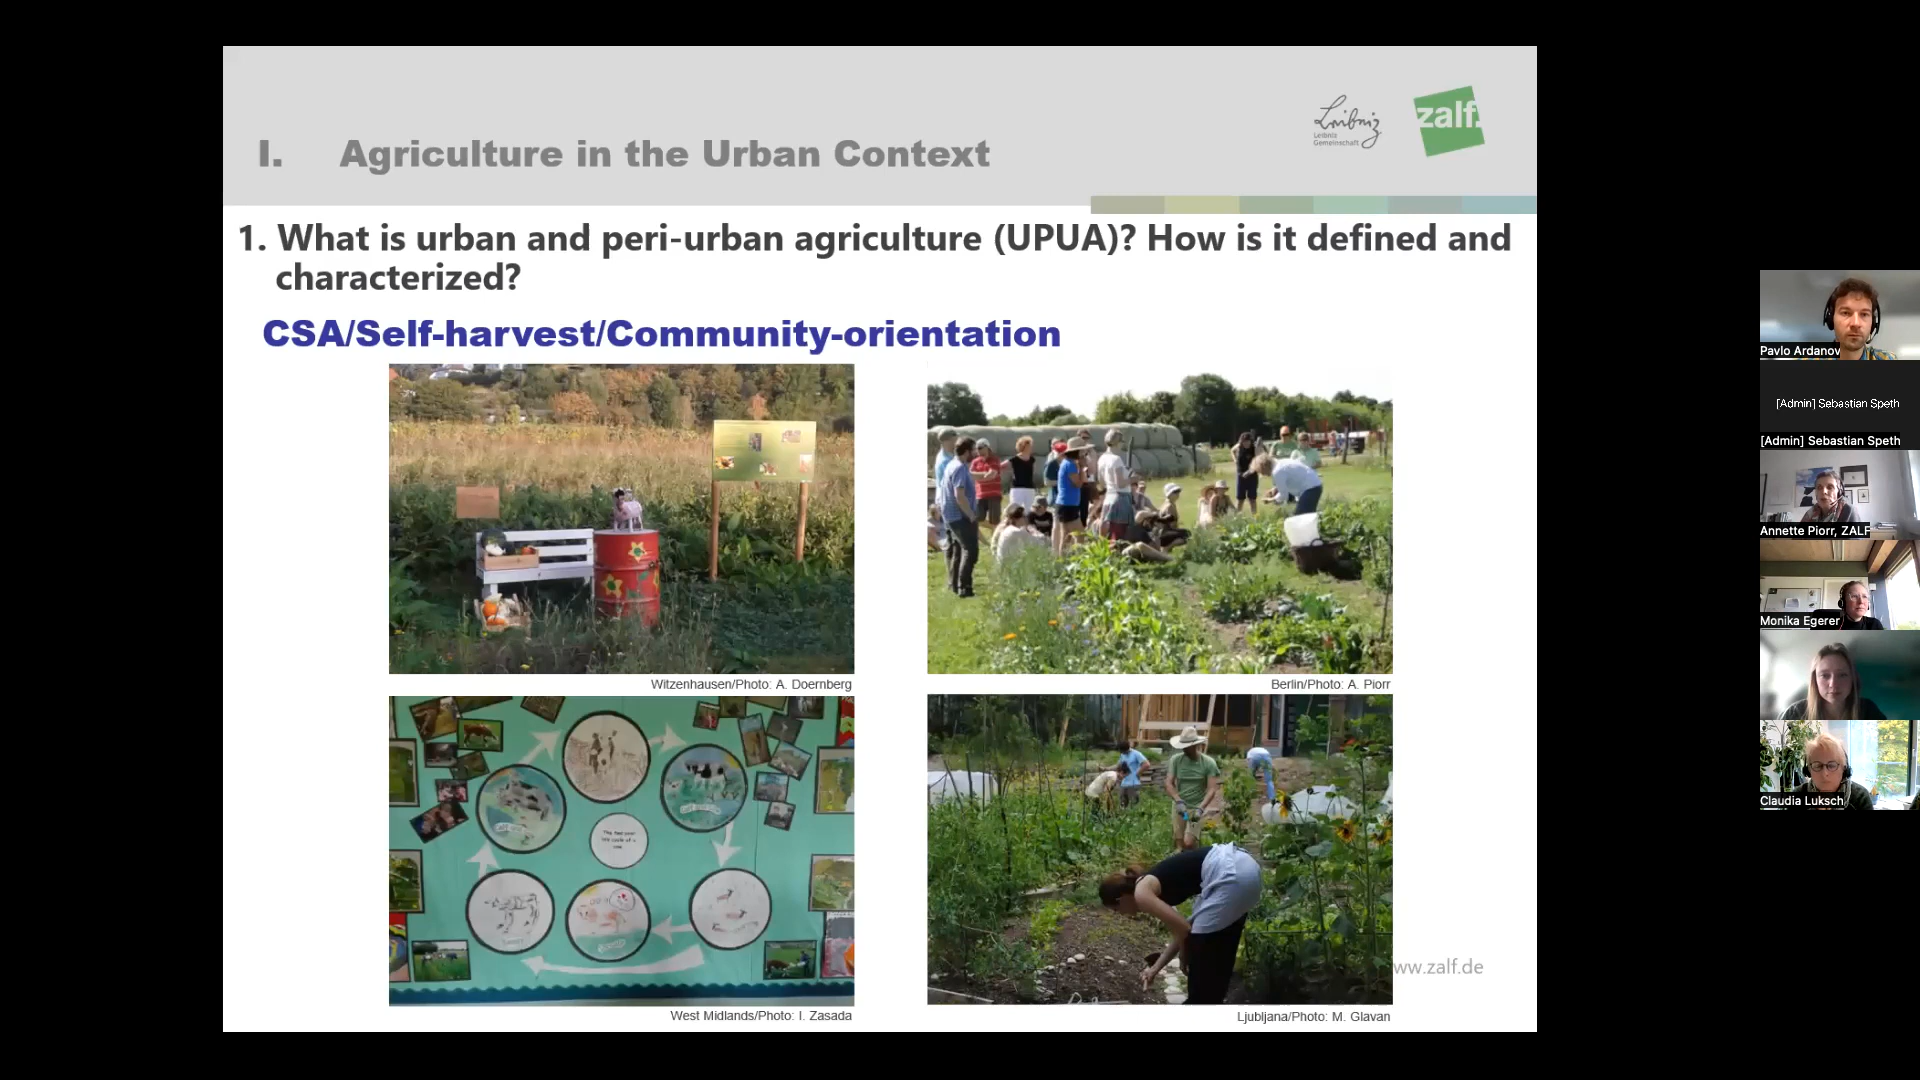 I. Agriculture in the Urban Context
Leibniz
Leibniz
Gemeinschaft
zalf.
1. What is urban and peri-urban agriculture (UPUA)? How is it defined and
characterized?
CSA/Self-harvest/Community-orientation
Witzenhausen/Photo: A. Doernberg
Berlin/Photo: A. Piorr
West Midlands/Photo: I. Zasada
Ljubljana/Photo: M. Glavan
ww.zalf.de
Pavlo Ardanov
[Admin] Sebastian Speth
[Admin] Sebastian Speth
Annette Piorr, ZALF
Monika Egerer
Claudia Luksch